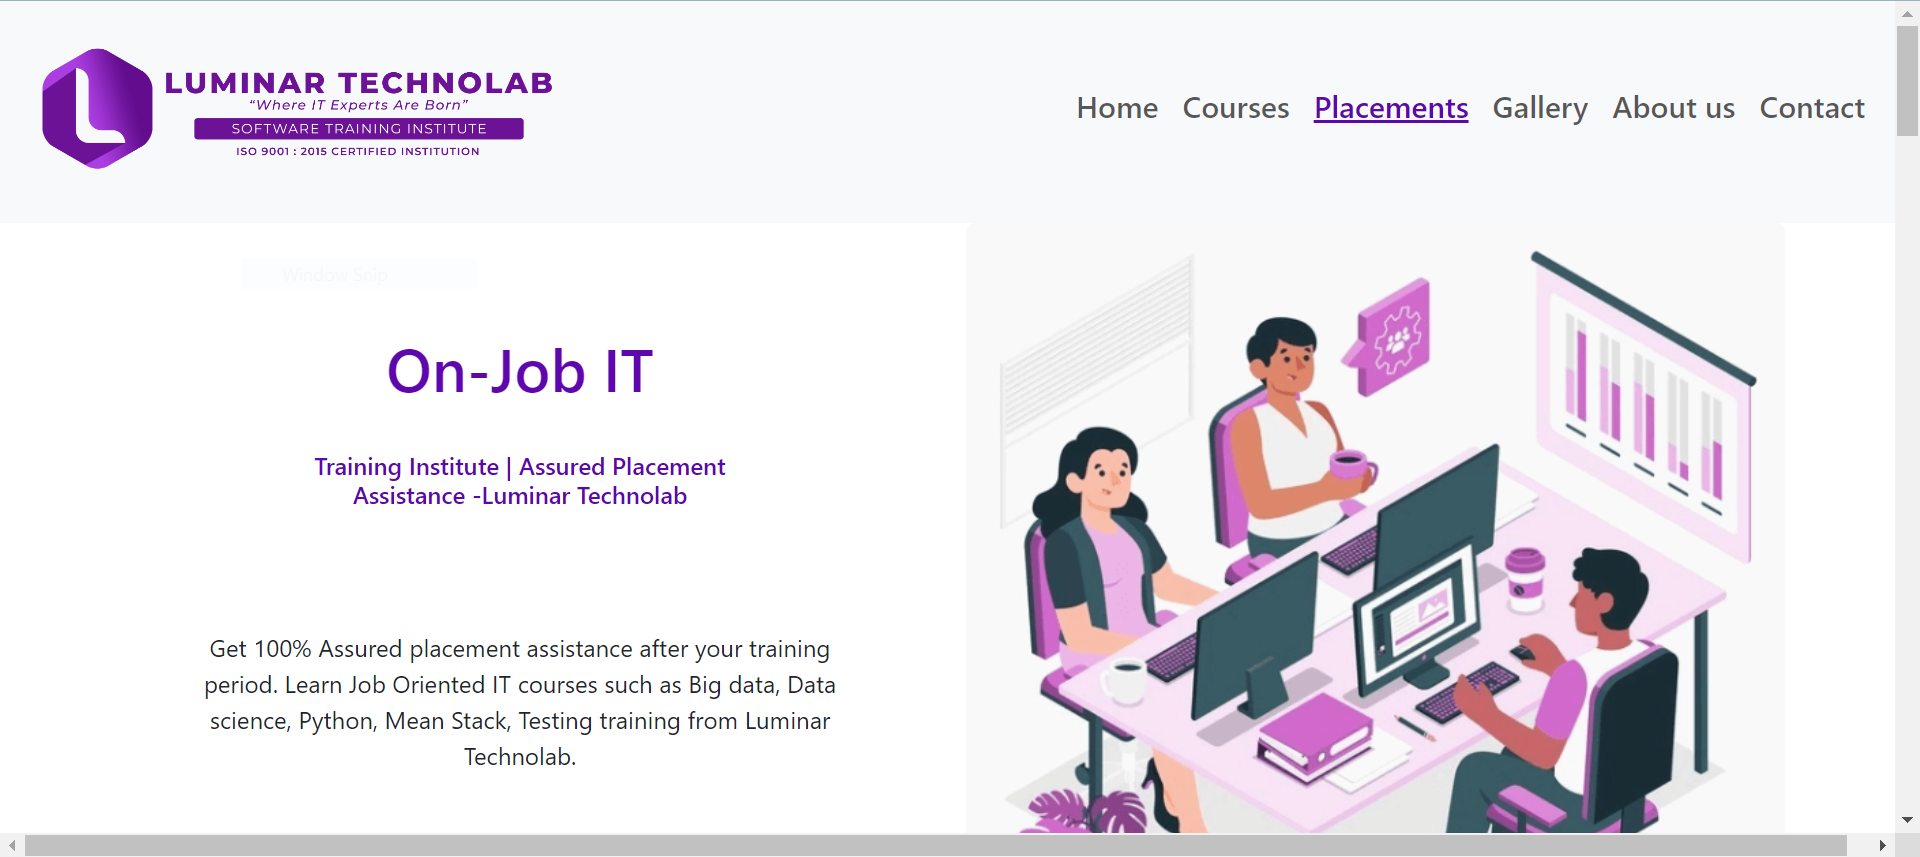 LUMINAR TECHNOLAB
“Where IT Experts Are Born”
SOFTWARE TRAINING INSTITUTE
ISO 9001 : 2015 CERTIFIED INSTITUTION
Home Courses Placements Gallery About us Contact
Window Snip
On-Job IT
Training Institute | Assured Placement
Assistance -Luminar Technolab
Get 100% Assured placement assistance after your training
period. Learn Job Oriented IT courses such as Big data, Data
science, Python, Mean Stack, Testing training from Luminar
Technolab.